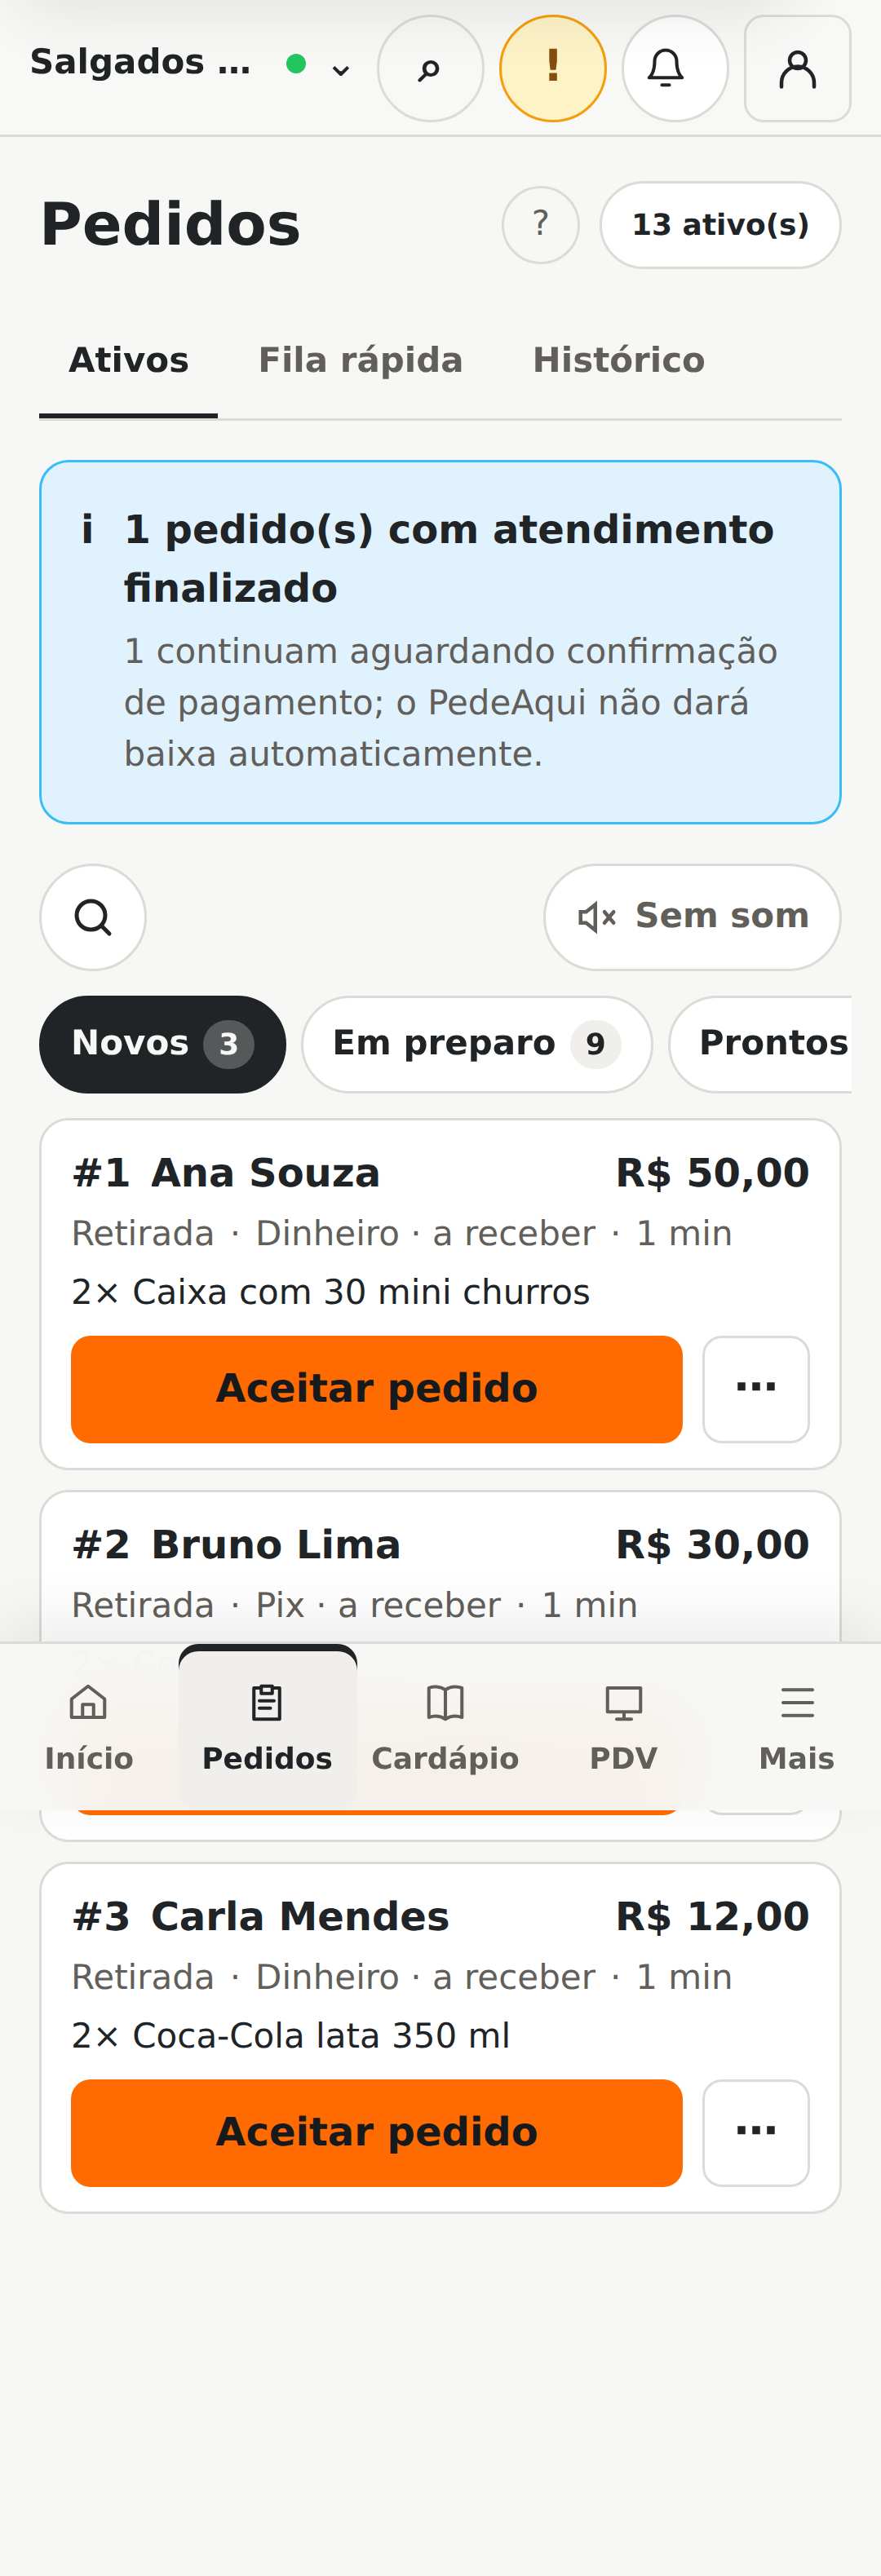 Salgados ...
!
Pedidos
?
13 ativo(s)
Ativos
Fila rápida
Histórico
i 1 pedido(s) com atendimento
finalizado
1 continuam aguardando confirmação
de pagamento; o PedeAqui não dará
baixa automaticamente.
Sem som
Novos 3
Em preparo 9
Prontos
#1 Ana Souza R$ 50,00
Retirada · Dinheiro · a receber · 1 min
2× Caixa com 30 mini churros
Aceitar pedido
...
#2 Bruno Lima R$ 30,00
Retirada · Pix · a receber · 1 min
Início
Pedidos
Cardápio
PDV
Mais
#3 Carla Mendes R$ 12,00
Retirada · Dinheiro · a receber · 1 min
2× Coca-Cola lata 350 ml
Aceitar pedido
...